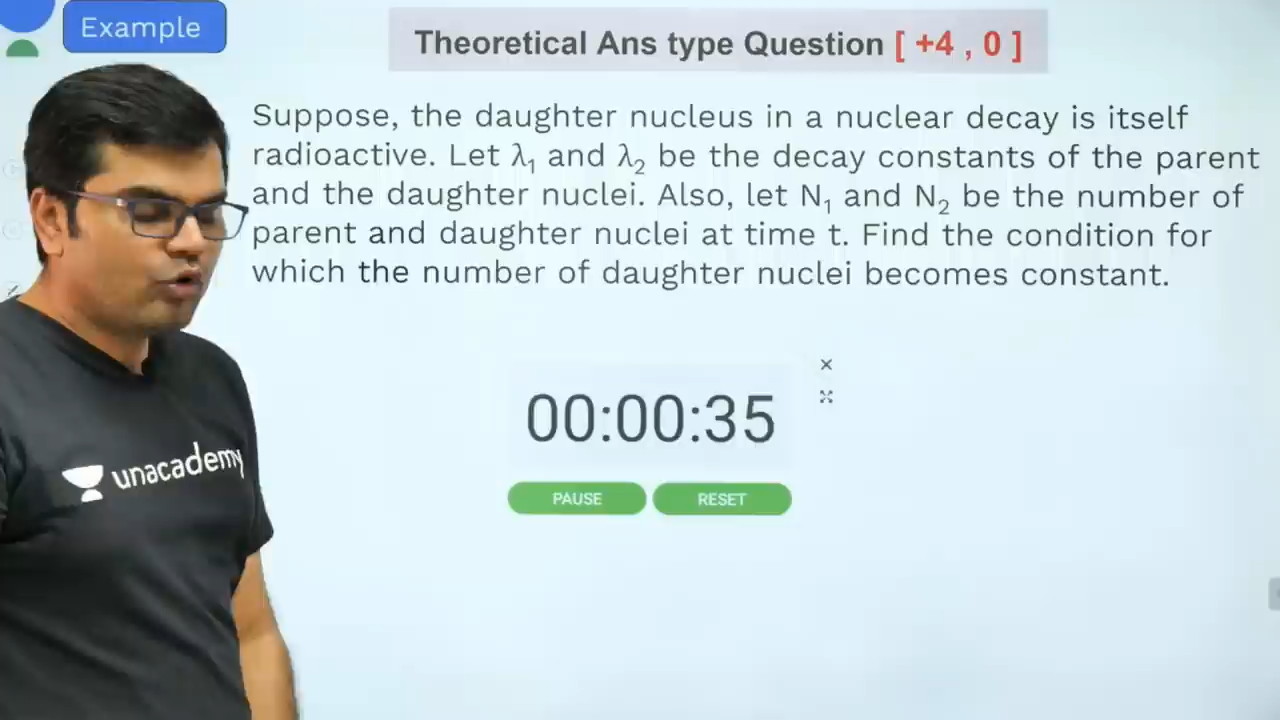 Example
Theoretical Ans type Question [ +4 , 0 ]
Suppose, the daughter nucleus in a nuclear decay is itself
radioactive. Let λ₁ and λ₂ be the decay constants of the parent
and the daughter nuclei. Also, let N₁ and N₂ be the number of
parent and daughter nuclei at time t. Find the condition for
which the number of daughter nuclei becomes constant.
00:00:35
PAUSE RESET
unacademy